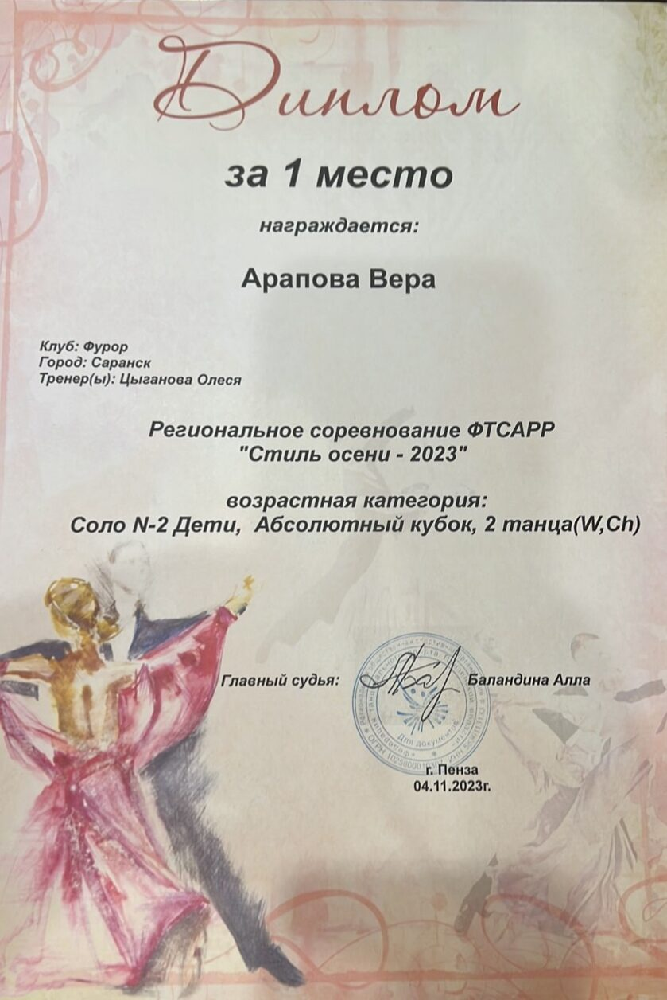 Диплом
за 1 место
награждается:
Арапова Вера
Клуб: Фурор
Город: Саранск
Тренер(ы): Цыганова Олеся
Региональное соревнование ФТСАРР
"Стиль осени - 2023"
возрастная категория:
Соло N-2 Дети, Абсолютный кубок, 2 танца(W,Ch)
Главный судья:
Баландина Алла
Для документов
г. Пенза
04.11.2023г.